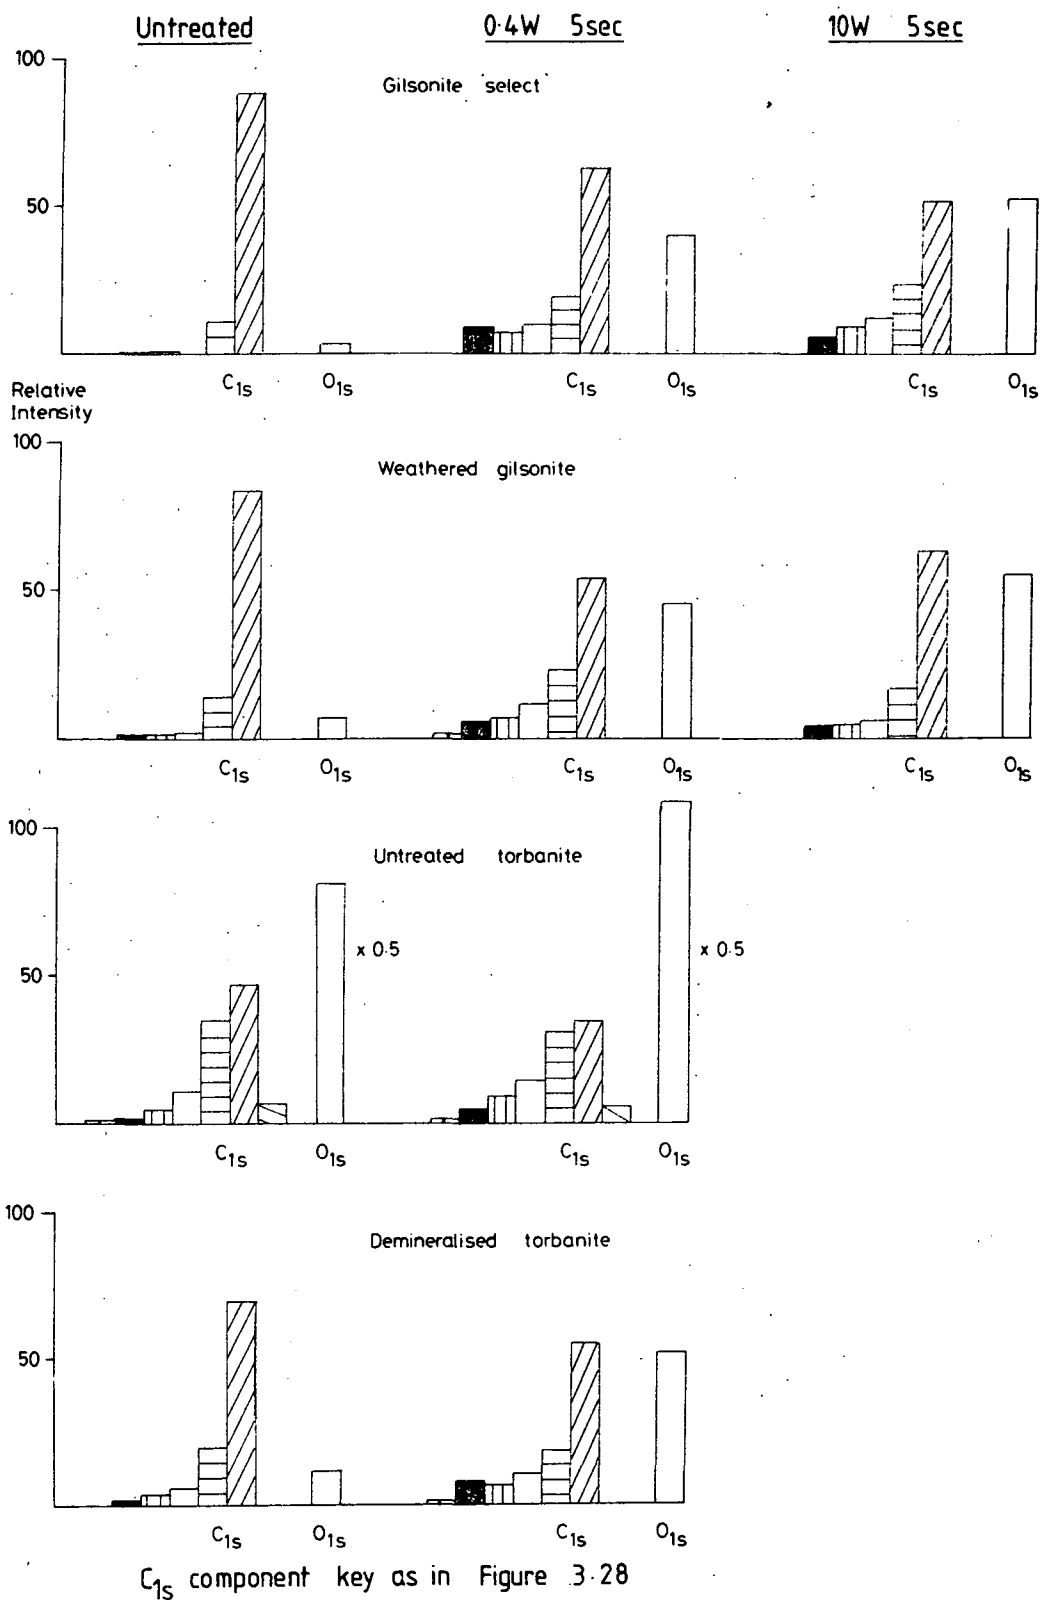 Untreated 0·4W 5sec 10W 5sec
100
Gilsonite 'select'
50
C1s O1s C1s O1s C1s O1s
Relative
Intensity
100
Weathered gilsonite
50
C1s O1s C1s O1s C1s O1s
100
Untreated torbanite
x 0·5 x 0·5
50
C1s O1s C1s O1s
100
Demineralised torbanite
50
C1s O1s C1s O1s
C1s component key as in Figure 3·28